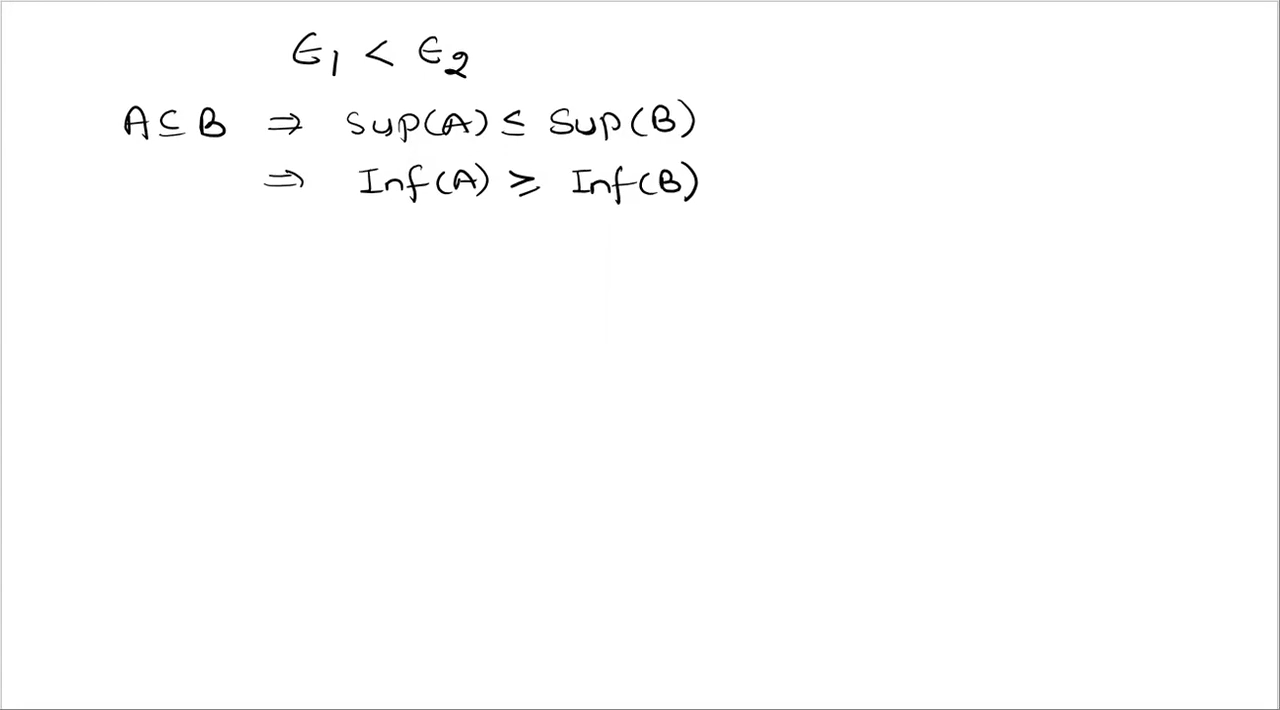 ϵ₁ < ϵ₂
A ⊆ B ⇒ Sup(A) ≤ Sup(B)
⇒ Inf(A) ≥ Inf(B)